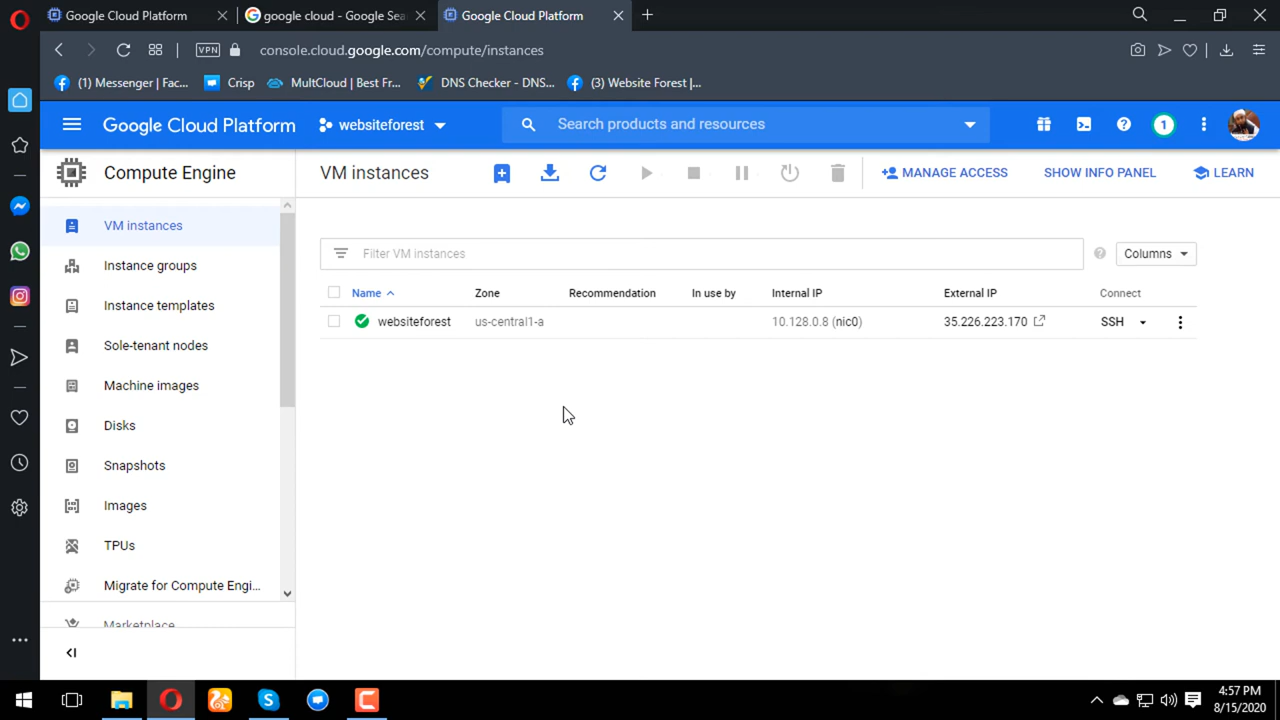 Google Cloud Platform
google cloud - Google Sea
Google Cloud Platform
VPN
console.cloud.google.com/compute/instances
(1) Messenger | Fac...
Crisp
MultCloud | Best Fr...
DNS Checker - DNS...
(3) Website Forest |...
Google Cloud Platform
websiteforest
Search products and resources
1
Compute Engine
VM instances
MANAGE ACCESS
SHOW INFO PANEL
LEARN
VM instances
Instance groups
Instance templates
Sole-tenant nodes
Machine images
Disks
Snapshots
Images
TPUs
Migrate for Compute Engi...
Marketplace
Filter VM instances
Columns
Name Zone Recommendation In use by Internal IP External IP Connect
websiteforest us-central1-a 10.128.0.8 (nic0) 35.226.223.170 SSH
4:57 PM
8/15/2020